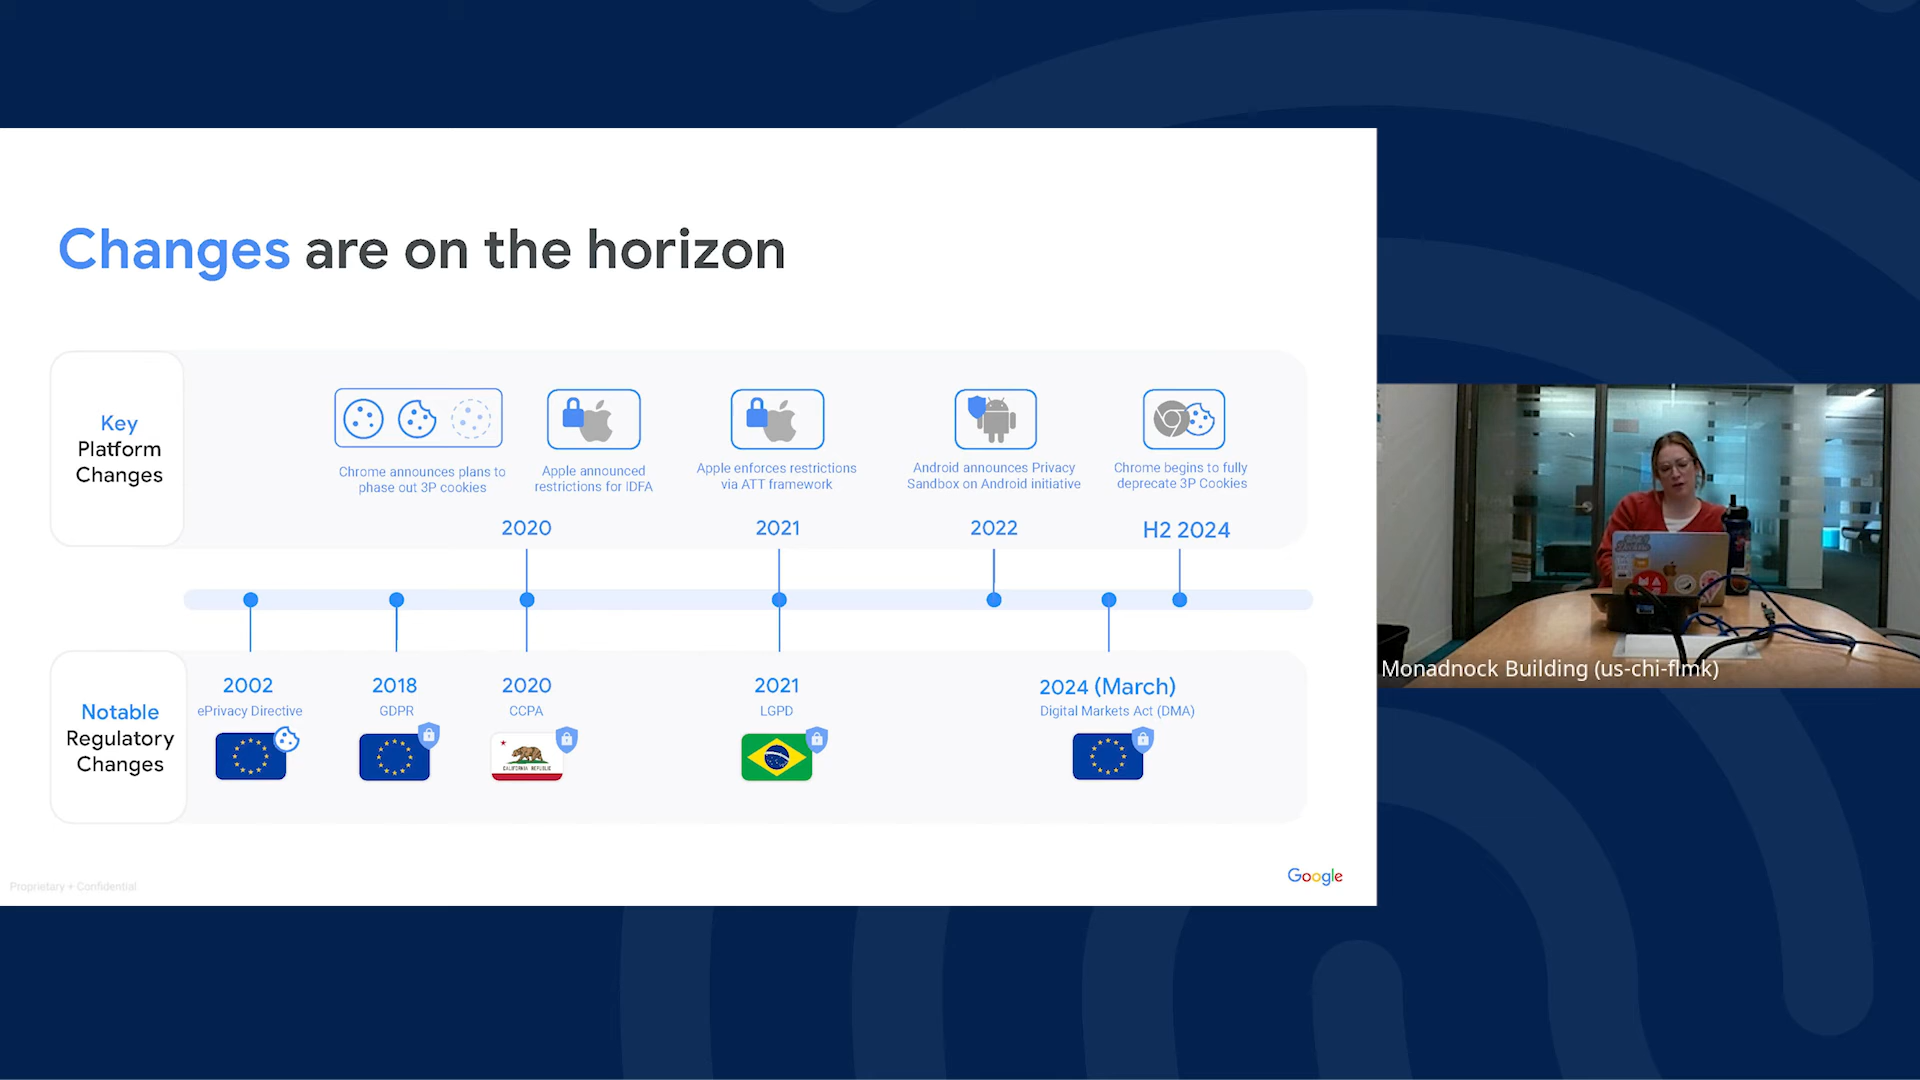 Changes are on the horizon
Key
Platform
Changes
Chrome announces plans to
phase out 3P cookies
Apple announced
restrictions for IDFA
2020
Apple enforces restrictions
via ATT framework
2021
Android announces Privacy
Sandbox on Android initiative
2022
Chrome begins to fully
deprecate 3P Cookies
H2 2024
Notable
Regulatory
Changes
2002
ePrivacy Directive
2018
GDPR
2020
CCPA
CALIFORNIA REPUBLIC
2021
LGPD
2024 (March)
Digital Markets Act (DMA)
Proprietary + Confidential
Google
Monadnock Building (us-chi-flmk)